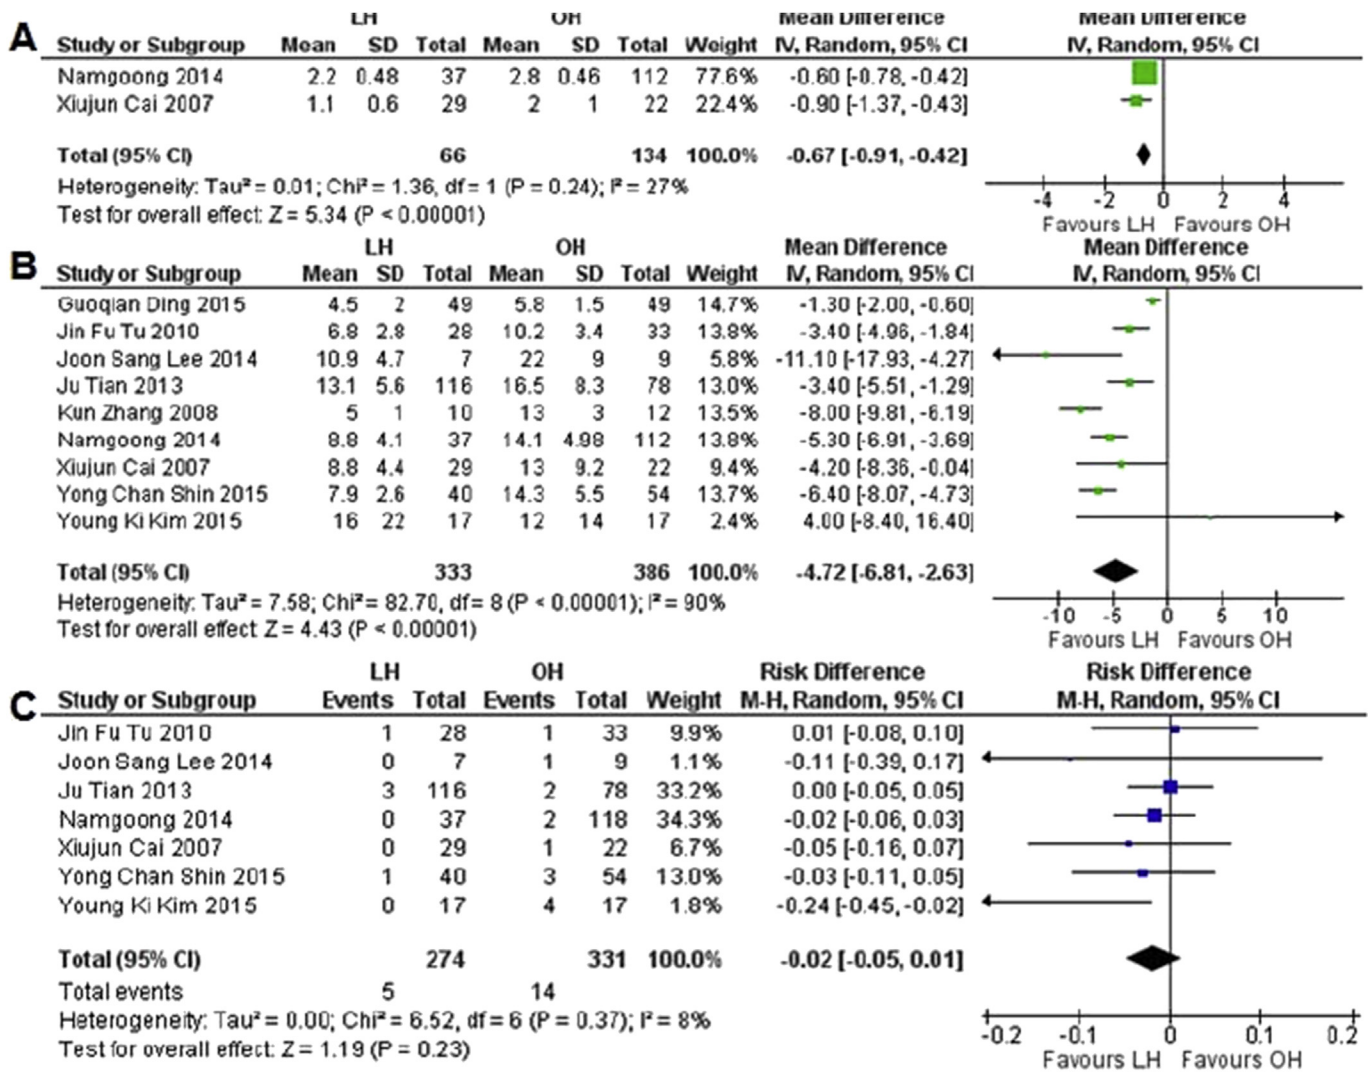 A
LH OH Mean Difference Mean Difference
Study or Subgroup Mean SD Total Mean SD Total Weight IV, Random, 95% CI IV, Random, 95% CI
Namgoong 2014 2.2 0.48 37 2.8 0.46 112 77.6% -0.60 [-0.78, -0.42]
Xiujun Cai 2007 1.1 0.6 29 2 1 22 22.4% -0.90 [-1.37, -0.43]
Total (95% CI) 66 134 100.0% -0.67 [-0.91, -0.42]
Heterogeneity: Tau² = 0.01; Chi² = 1.36, df = 1 (P = 0.24); I² = 27%
Test for overall effect: Z = 5.34 (P < 0.00001)
-4 -2 0 2 4
Favours LH Favours OH
B
LH OH Mean Difference Mean Difference
Study or Subgroup Mean SD Total Mean SD Total Weight IV, Random, 95% CI IV, Random, 95% CI
Guoqian Ding 2015 4.5 2 49 5.8 1.5 49 14.7% -1.30 [-2.00, -0.60]
Jin Fu Tu 2010 6.8 2.8 28 10.2 3.4 33 13.8% -3.40 [-4.96, -1.84]
Joon Sang Lee 2014 10.9 4.7 7 22 9 9 5.8% -11.10 [-17.93, -4.27]
Ju Tian 2013 13.1 5.6 116 16.5 8.3 78 13.0% -3.40 [-5.51, -1.29]
Kun Zhang 2008 5 1 10 13 3 12 13.5% -8.00 [-9.81, -6.19]
Namgoong 2014 8.8 4.1 37 14.1 4.98 112 13.8% -5.30 [-6.91, -3.69]
Xiujun Cai 2007 8.8 4.4 29 13 9.2 22 9.4% -4.20 [-8.36, -0.04]
Yong Chan Shin 2015 7.9 2.6 40 14.3 5.5 54 13.7% -6.40 [-8.07, -4.73]
Young Ki Kim 2015 16 22 17 12 14 17 2.4% 4.00 [-8.40, 16.40]
Total (95% CI) 333 386 100.0% -4.72 [-6.81, -2.63]
Heterogeneity: Tau² = 7.58; Chi² = 82.70, df = 8 (P < 0.00001); I² = 90%
Test for overall effect: Z = 4.43 (P < 0.00001)
-10 -5 0 5 10
Favours LH Favours OH
C
LH OH Risk Difference Risk Difference
Study or Subgroup Events Total Events Total Weight M-H, Random, 95% CI M-H, Random, 95% CI
Jin Fu Tu 2010 1 28 1 33 9.9% 0.01 [-0.08, 0.10]
Joon Sang Lee 2014 0 7 1 9 1.1% -0.11 [-0.39, 0.17]
Ju Tian 2013 3 116 2 78 33.2% 0.00 [-0.05, 0.05]
Namgoong 2014 0 37 2 118 34.3% -0.02 [-0.06, 0.03]
Xiujun Cai 2007 0 29 1 22 6.7% -0.05 [-0.16, 0.07]
Yong Chan Shin 2015 1 40 3 54 13.0% -0.03 [-0.11, 0.05]
Young Ki Kim 2015 0 17 4 17 1.8% -0.24 [-0.45, -0.02]
Total (95% CI) 274 331 100.0% -0.02 [-0.05, 0.01]
Total events 5 14
Heterogeneity: Tau² = 0.00; Chi² = 6.52, df = 6 (P = 0.37); I² = 8%
Test for overall effect: Z = 1.19 (P = 0.23)
-0.2 -0.1 0 0.1 0.2
Favours LH Favours OH